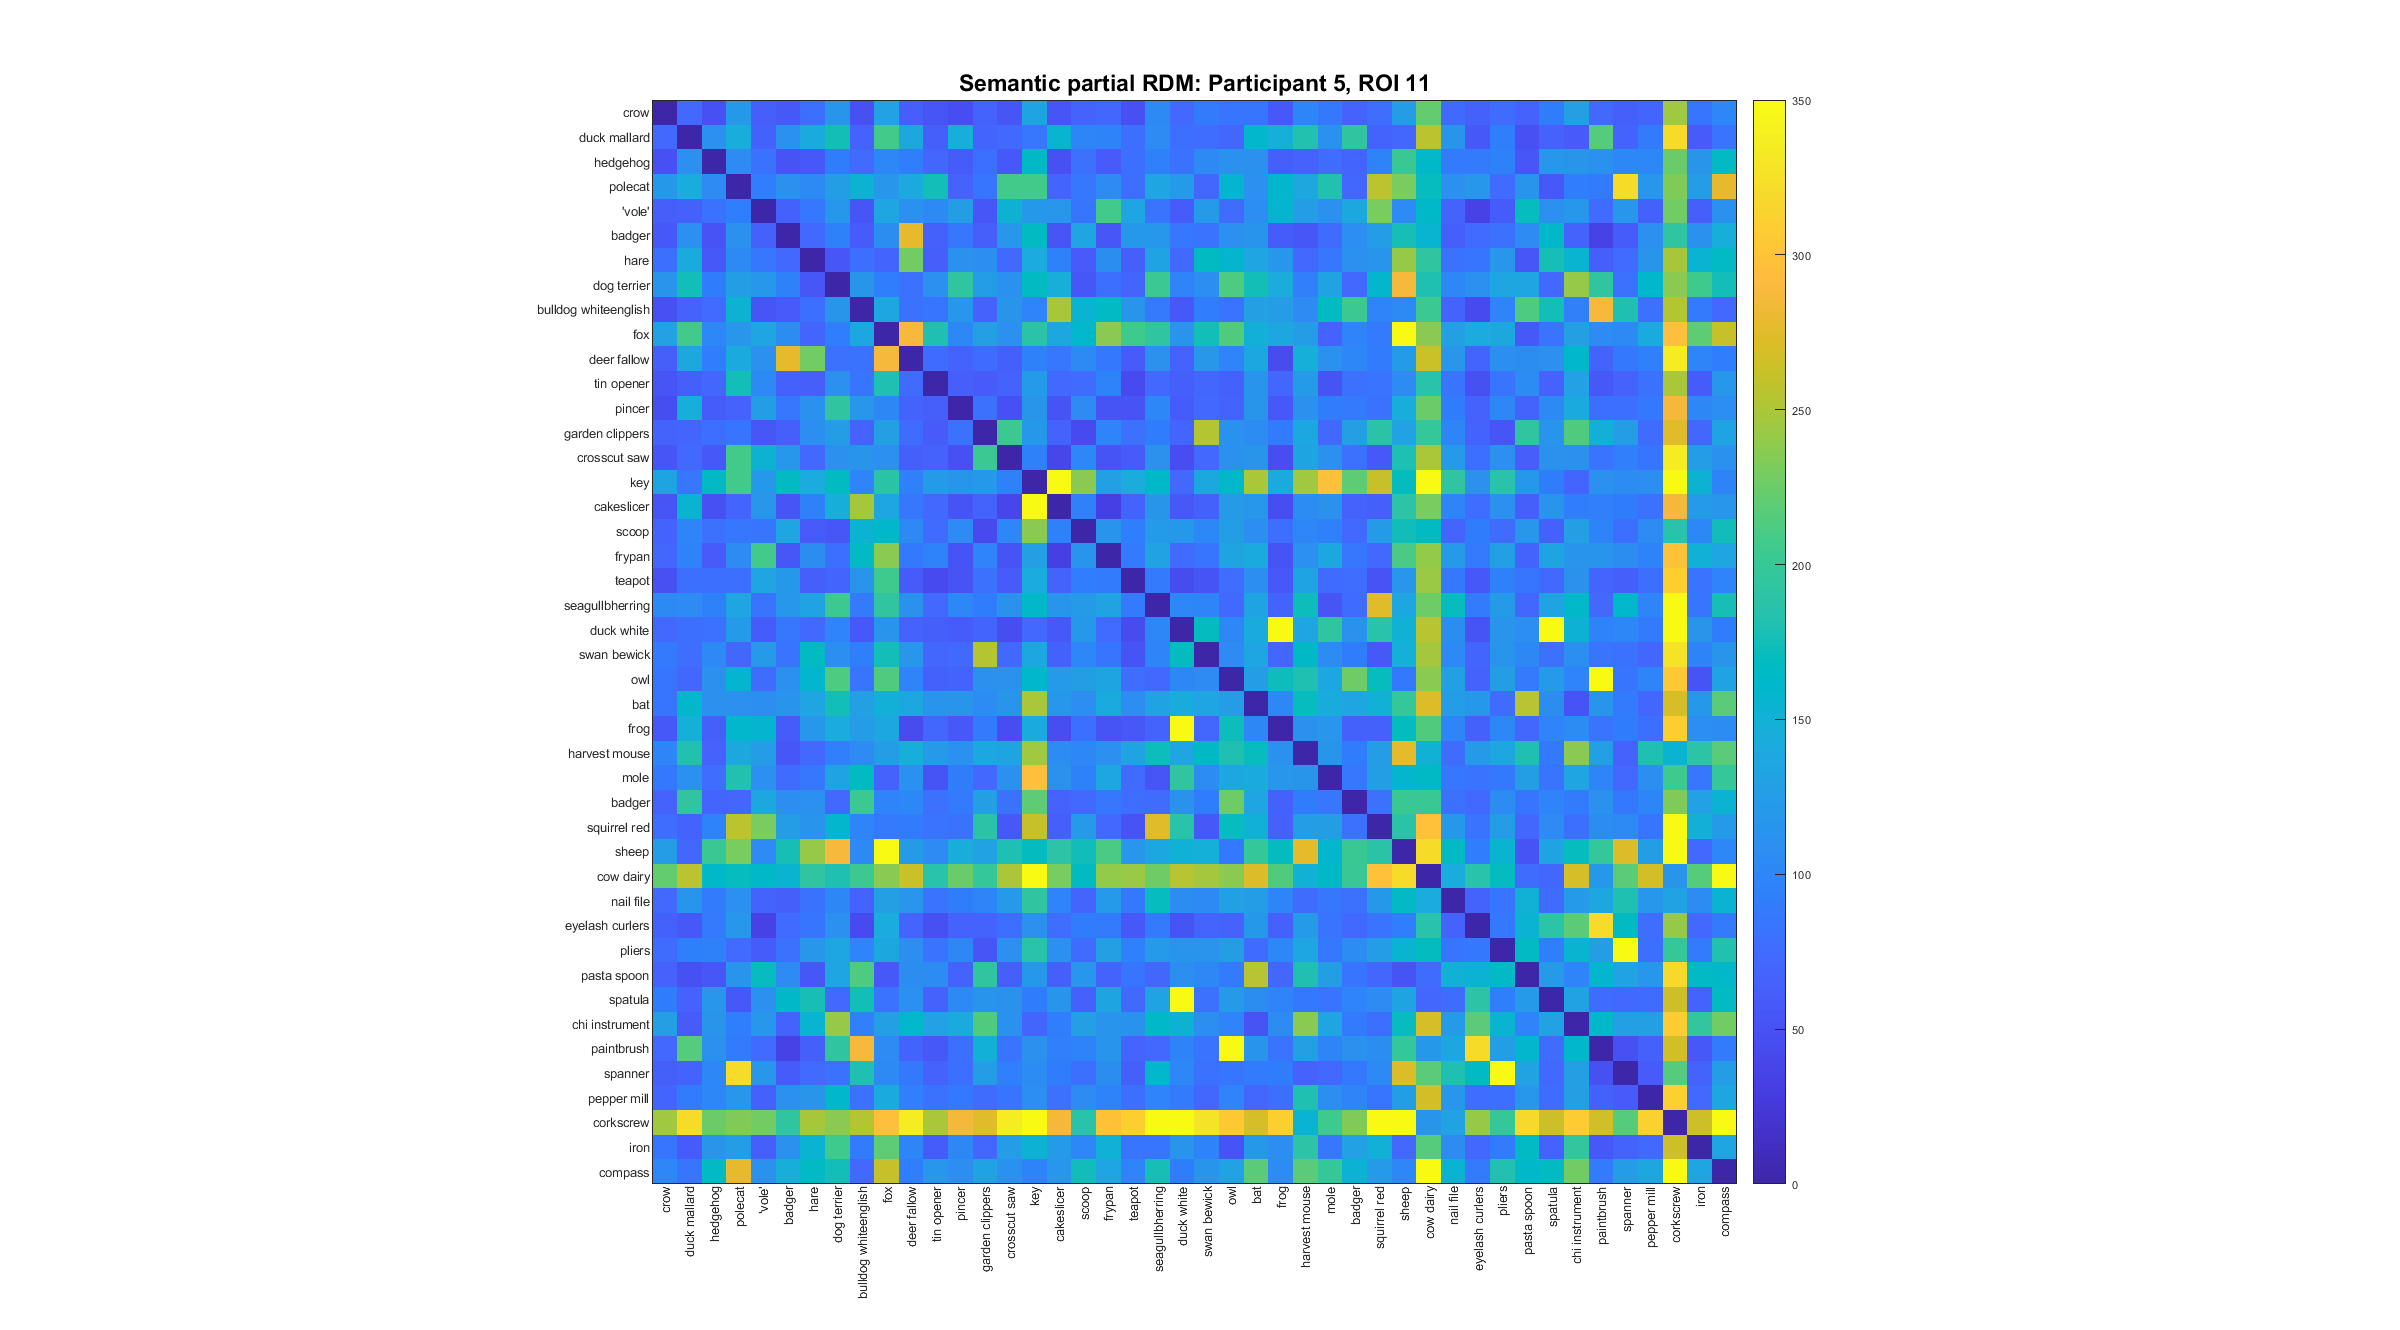 Semantic partial RDM: Participant 5, ROI 11
crow
duck mallard
hedgehog
polecat
'vole'
badger
hare
dog terrier
bulldog whiteenglish
fox
deer fallow
tin opener
pincer
garden clippers
crosscut saw
key
cakeslicer
scoop
frypan
teapot
seagullbherring
duck white
swan bewick
owl
bat
frog
harvest mouse
mole
badger
squirrel red
sheep
cow dairy
nail file
eyelash curlers
pliers
pasta spoon
spatula
chi instrument
paintbrush
spanner
pepper mill
corkscrew
iron
compass
crow
duck mallard
hedgehog
polecat
'vole'
badger
hare
dog terrier
bulldog whiteenglish
fox
deer fallow
tin opener
pincer
garden clippers
crosscut saw
key
cakeslicer
scoop
frypan
teapot
seagullbherring
duck white
swan bewick
owl
bat
frog
harvest mouse
mole
badger
squirrel red
sheep
cow dairy
nail file
eyelash curlers
pliers
pasta spoon
spatula
chi instrument
paintbrush
spanner
pepper mill
corkscrew
iron
compass
350
300
250
200
150
100
50
0